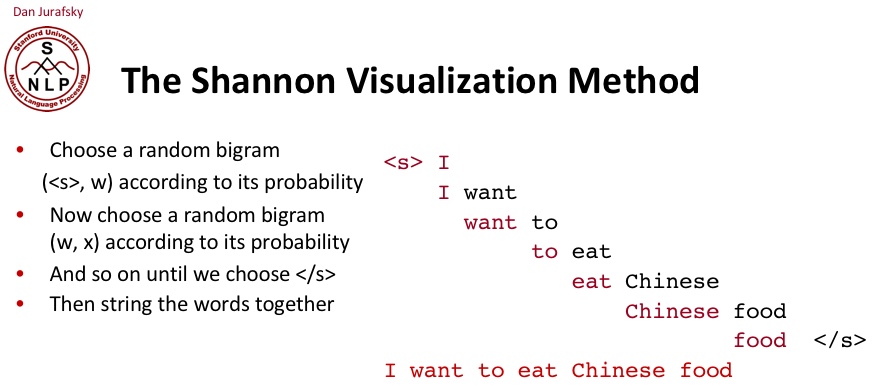 Dan Jurafsky
Stanford University
S
NLP
Natural Language Processing
The Shannon Visualization Method
• Choose a random bigram
(<s>, w) according to its probability
• Now choose a random bigram
(w, x) according to its probability
• And so on until we choose </s>
• Then string the words together
<s> I
I want
want to
to eat
eat Chinese
Chinese food
food </s>
I want to eat Chinese food